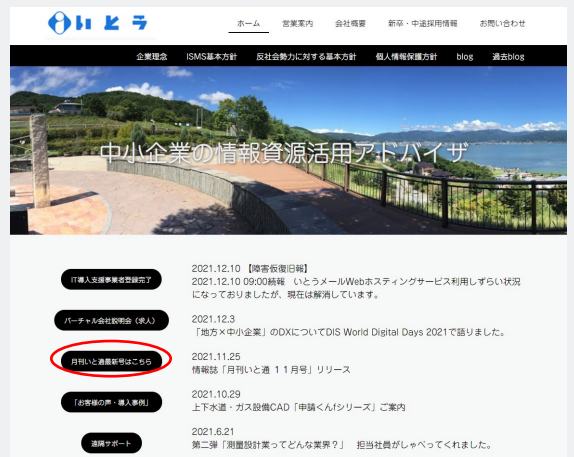 いとう
ホーム 営業案内 会社概要 新卒・中途採用情報 お問い合わせ
企業理念 ISMS基本方針 反社会勢力に対する基本方針 個人情報保護方針 blog 過去blog
中小企業の情報資源活用アドバイザ
IT導入支援事業者登録完了
バーチャル会社説明会（求人）
月刊いと通最新号はこちら
「お客様の声・導入事例」
遠隔サポート
2021.12.10 【障害仮復旧報】
2021.12.10 09:00続報 いとうメールWebホスティングサービス利用しずらい状況
になっておりましたが、現在は解消しています。
2021.12.3
「地方×中小企業」のDXについてDIS World Digital Days 2021で語りました。
2021.11.25
情報誌「月刊いと通 １１月号」リリース
2021.10.29
上下水道・ガス設備CAD「申請くんfシリーズ」ご案内
2021.6.21
第二弾「測量設計業ってどんな業界？」 担当社員がしゃべってくれました。